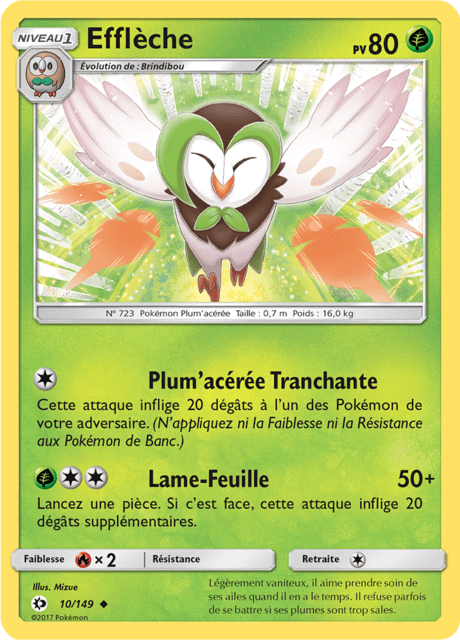 NIVEAU 1
Efflèche
PV 80
Évolution de : Brindibou
N° 723 Pokémon Plum'acérée Taille : 0,7 m Poids : 16,0 kg
Plum'acérée Tranchante
Cette attaque inflige 20 dégâts à l'un des Pokémon de
votre adversaire. (N'appliquez ni la Faiblesse ni la Résistance
aux Pokémon de Banc.)
Lame-Feuille 50+
Lancez une pièce. Si c'est face, cette attaque inflige 20
dégâts supplémentaires.
Faiblesse × 2 Résistance Retraite
Illus. Mizue
10/149
©2017 Pokémon
Légèrement vaniteux, il aime prendre soin de
ses ailes quand il en a le temps. Il refuse parfois
de se battre si ses plumes sont trop sales.